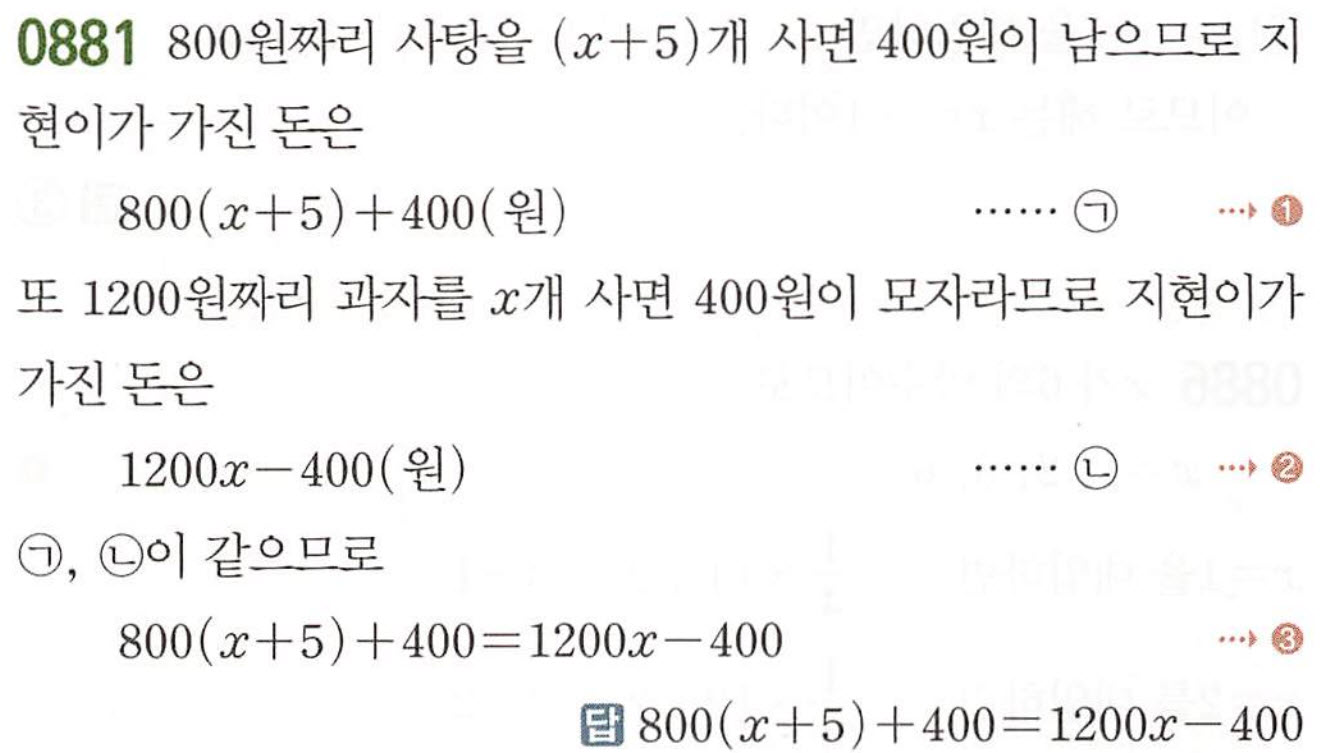 0881 800원짜리 사탕을 (x+5)개 사면 400원이 남으므로 지
현이가 가진 돈은
800(x+5)+400(원) …… ㉠ ⋯▸ ❶
또 1200원짜리 과자를 x개 사면 400원이 모자라므로 지현이가
가진 돈은
1200x-400(원) …… ㉡ ⋯▸ ❷
㉠, ㉡이 같으므로
800(x+5)+400=1200x-400 ⋯▸ ❸
답 800(x+5)+400=1200x-400